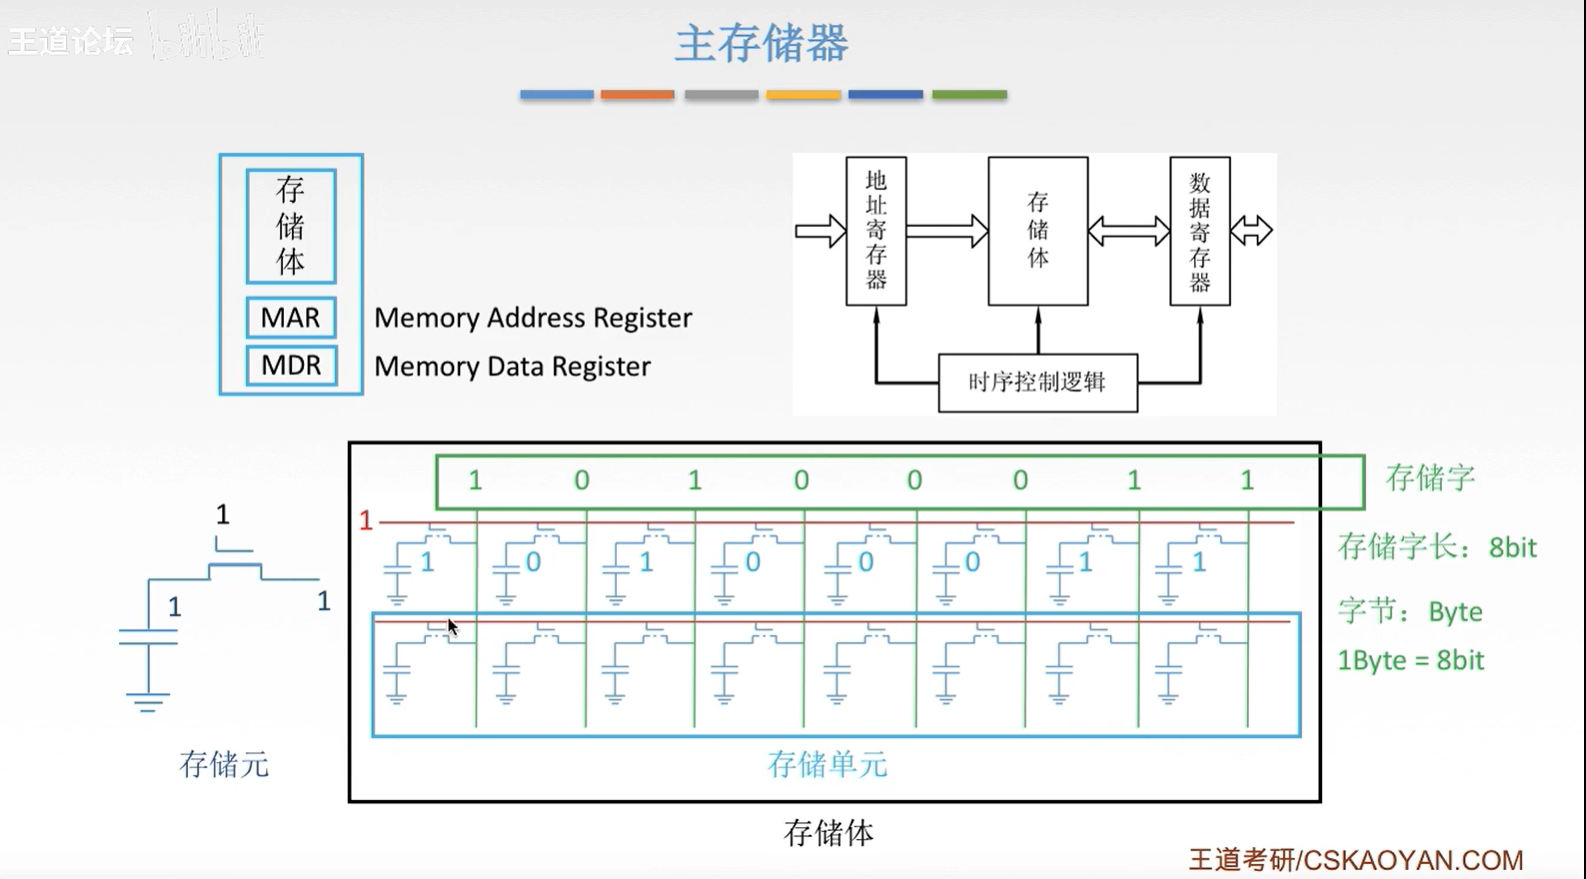 王道论坛 bilibili
主存储器
存储体
MAR
Memory Address Register
MDR
Memory Data Register
地址寄存器
存储体
数据寄存器
时序控制逻辑
1 0 1 0 0 0 1 1
存储字
1
1
1
1
1 0 1 0 0 0 1 1
存储字长：8bit
字节：Byte
1Byte = 8bit
存储元
存储单元
存储体
王道考研/CSKAOYAN.COM